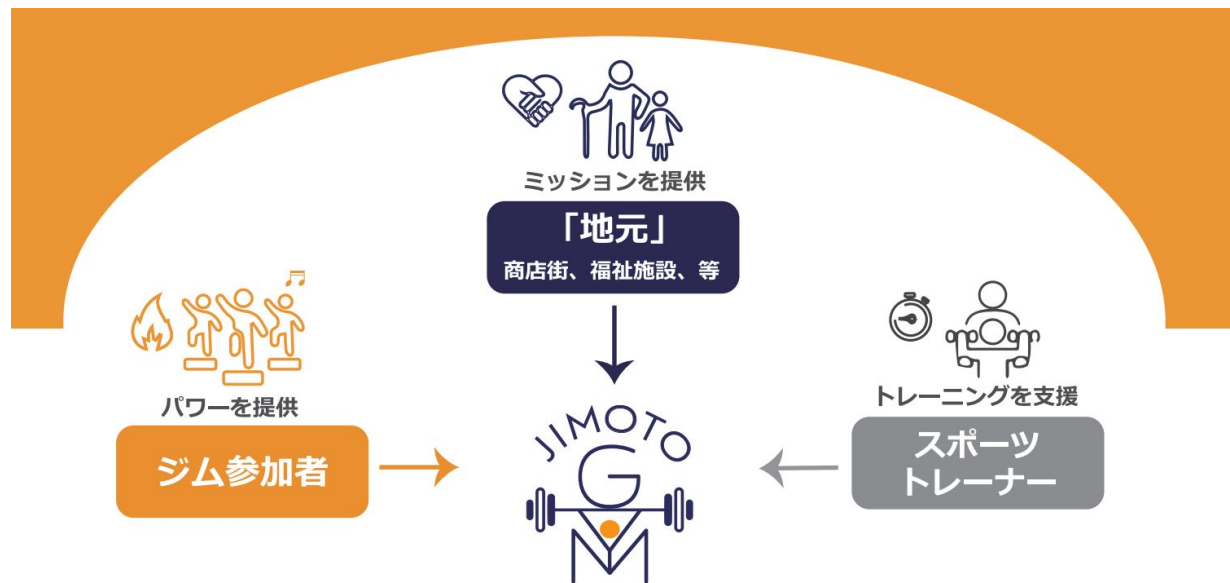 ミッションを提供
「地元」
商店街、福祉施設、等
パワーを提供
ジム参加者
トレーニングを支援
スポーツ
トレーナー
JIMOTO
GYM